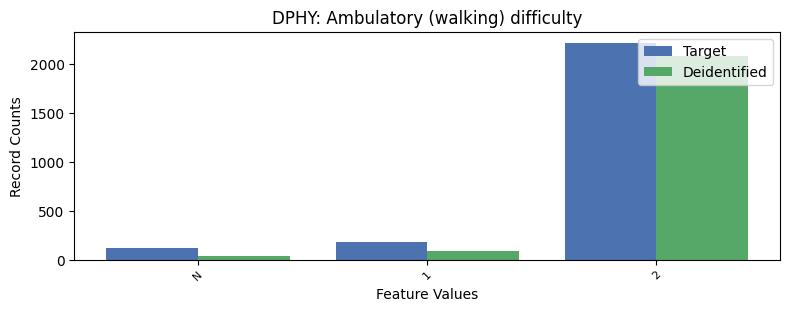 DPHY: Ambulatory (walking) difficulty
Target
Deidentified
Record Counts
2000
1500
1000
500
0
N
1
2
Feature Values